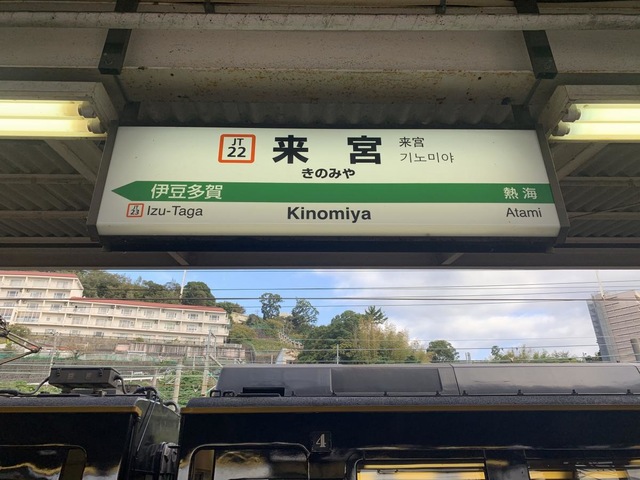 JT
22
来宮
来宮
기노미야
きのみや
伊豆多賀
熱海
JT
23
Izu-Taga
Kinomiya
Atami
4